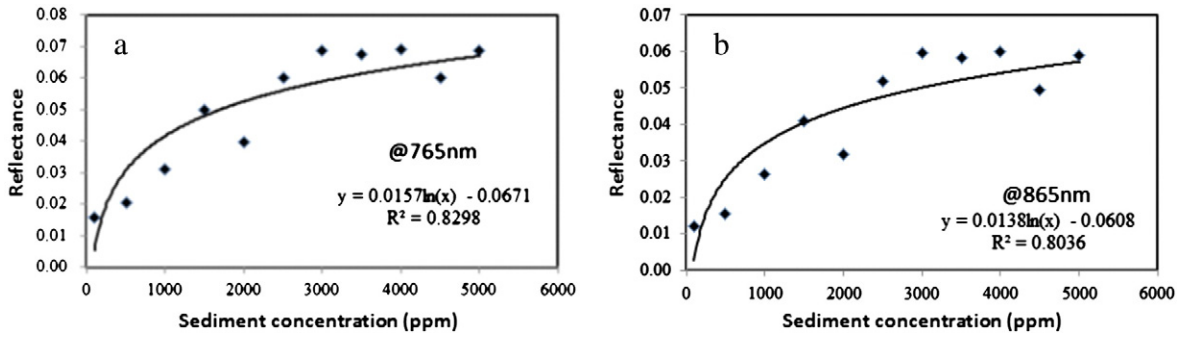 a
0.08
0.07
0.06
0.05
0.04
0.03
0.02
0.01
0.00
Reflectance
@765nm
y = 0.0157ln(x) - 0.0671
R² = 0.8298
0 1000 2000 3000 4000 5000 6000
Sediment concentration (ppm)
b
0.07
0.06
0.05
0.04
0.03
0.02
0.01
0.00
Reflectance
@865nm
y = 0.0138ln(x) - 0.0608
R² = 0.8036
0 1000 2000 3000 4000 5000 6000
Sediment concentration (ppm)